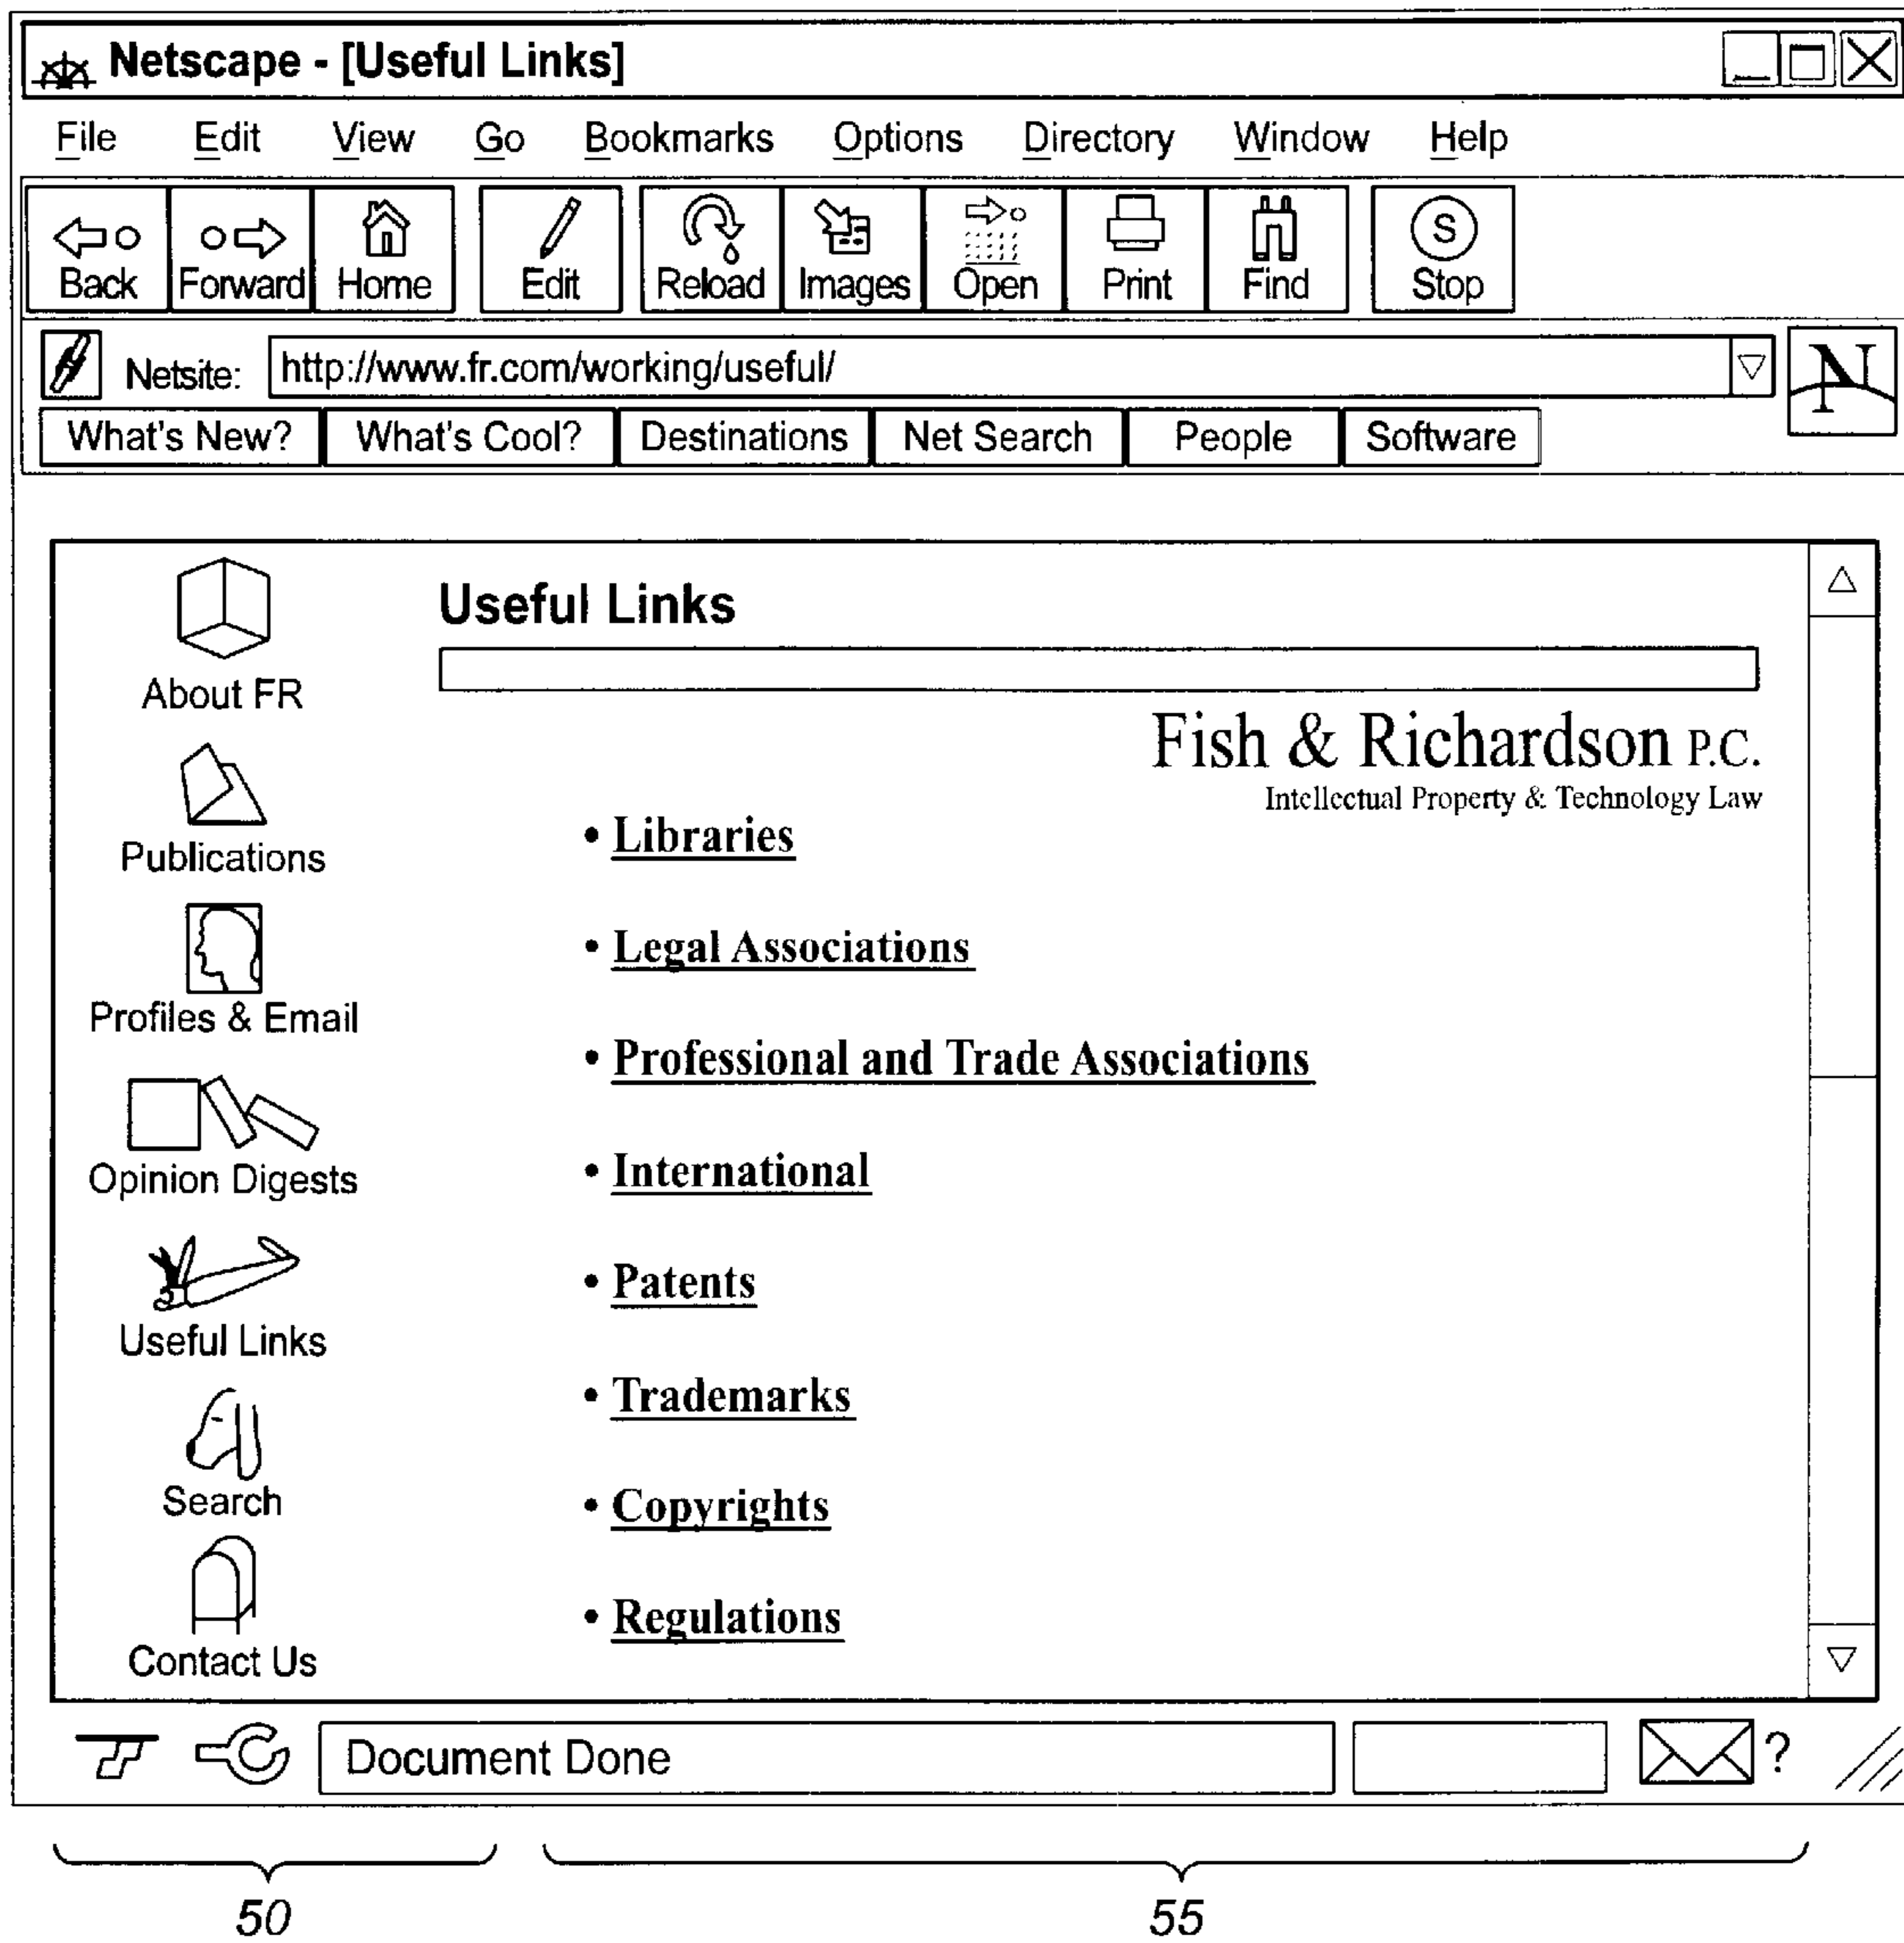 Netscape - [Useful Links]
File Edit View Go Bookmarks Options Directory Window Help
Back Forward Home Edit Reload Images Open Print Find S Stop
Netsite: http://www.fr.com/working/useful/ N
What's New? What's Cool? Destinations Net Search People Software
About FR
Publications
Profiles & Email
Opinion Digests
Useful Links
Search
Contact Us
Useful Links
Fish & Richardson P.C.
Intellectual Property & Technology Law
• Libraries
• Legal Associations
• Professional and Trade Associations
• International
• Patents
• Trademarks
• Copyrights
• Regulations
Document Done ?
50 55